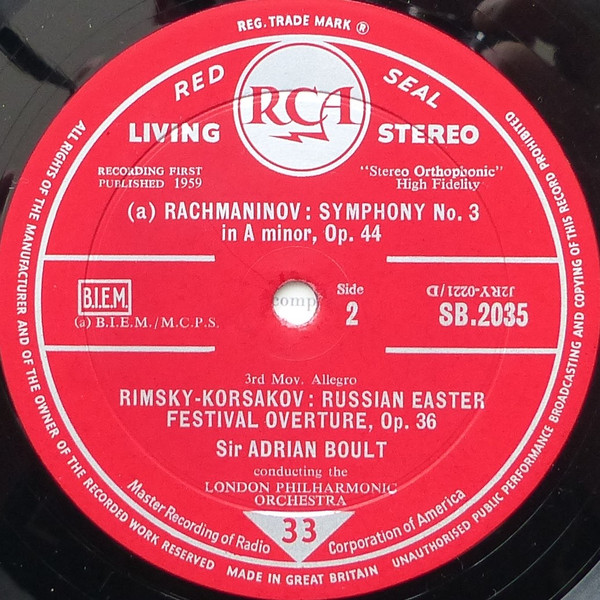 REG. TRADE MARK ®
RED SEAL
RCA
LIVING STEREO
RECORDING FIRST
PUBLISHED 1959
"Stereo Orthophonic"
High Fidelity
(a) RACHMANINOV: SYMPHONY No. 3
in A minor, Op. 44
B.I.E.M.
(a) B.I.E.M./M.C.P.S.
Side
2
J2RY-0221/D
SB.2035
3rd Mov. Allegro
RIMSKY-KORSAKOV: RUSSIAN EASTER
FESTIVAL OVERTURE, Op. 36
Sir ADRIAN BOULT
conducting the
LONDON PHILHARMONIC
ORCHESTRA
33
Master Recording of Radio Corporation of America
ALL RIGHTS OF THE MANUFACTURER AND OF THE OWNER OF THE RECORDED WORK RESERVED
MADE IN GREAT BRITAIN
UNAUTHORISED PUBLIC PERFORMANCE BROADCASTING AND COPYING OF THIS RECORD PROHIBITED